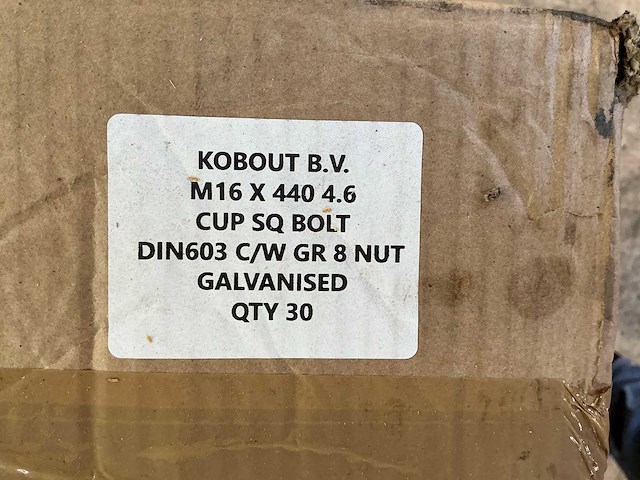 KOBOUT B.V.
M16 X 440 4.6
CUP SQ BOLT
DIN603 C/W GR 8 NUT
GALVANISED
QTY 30